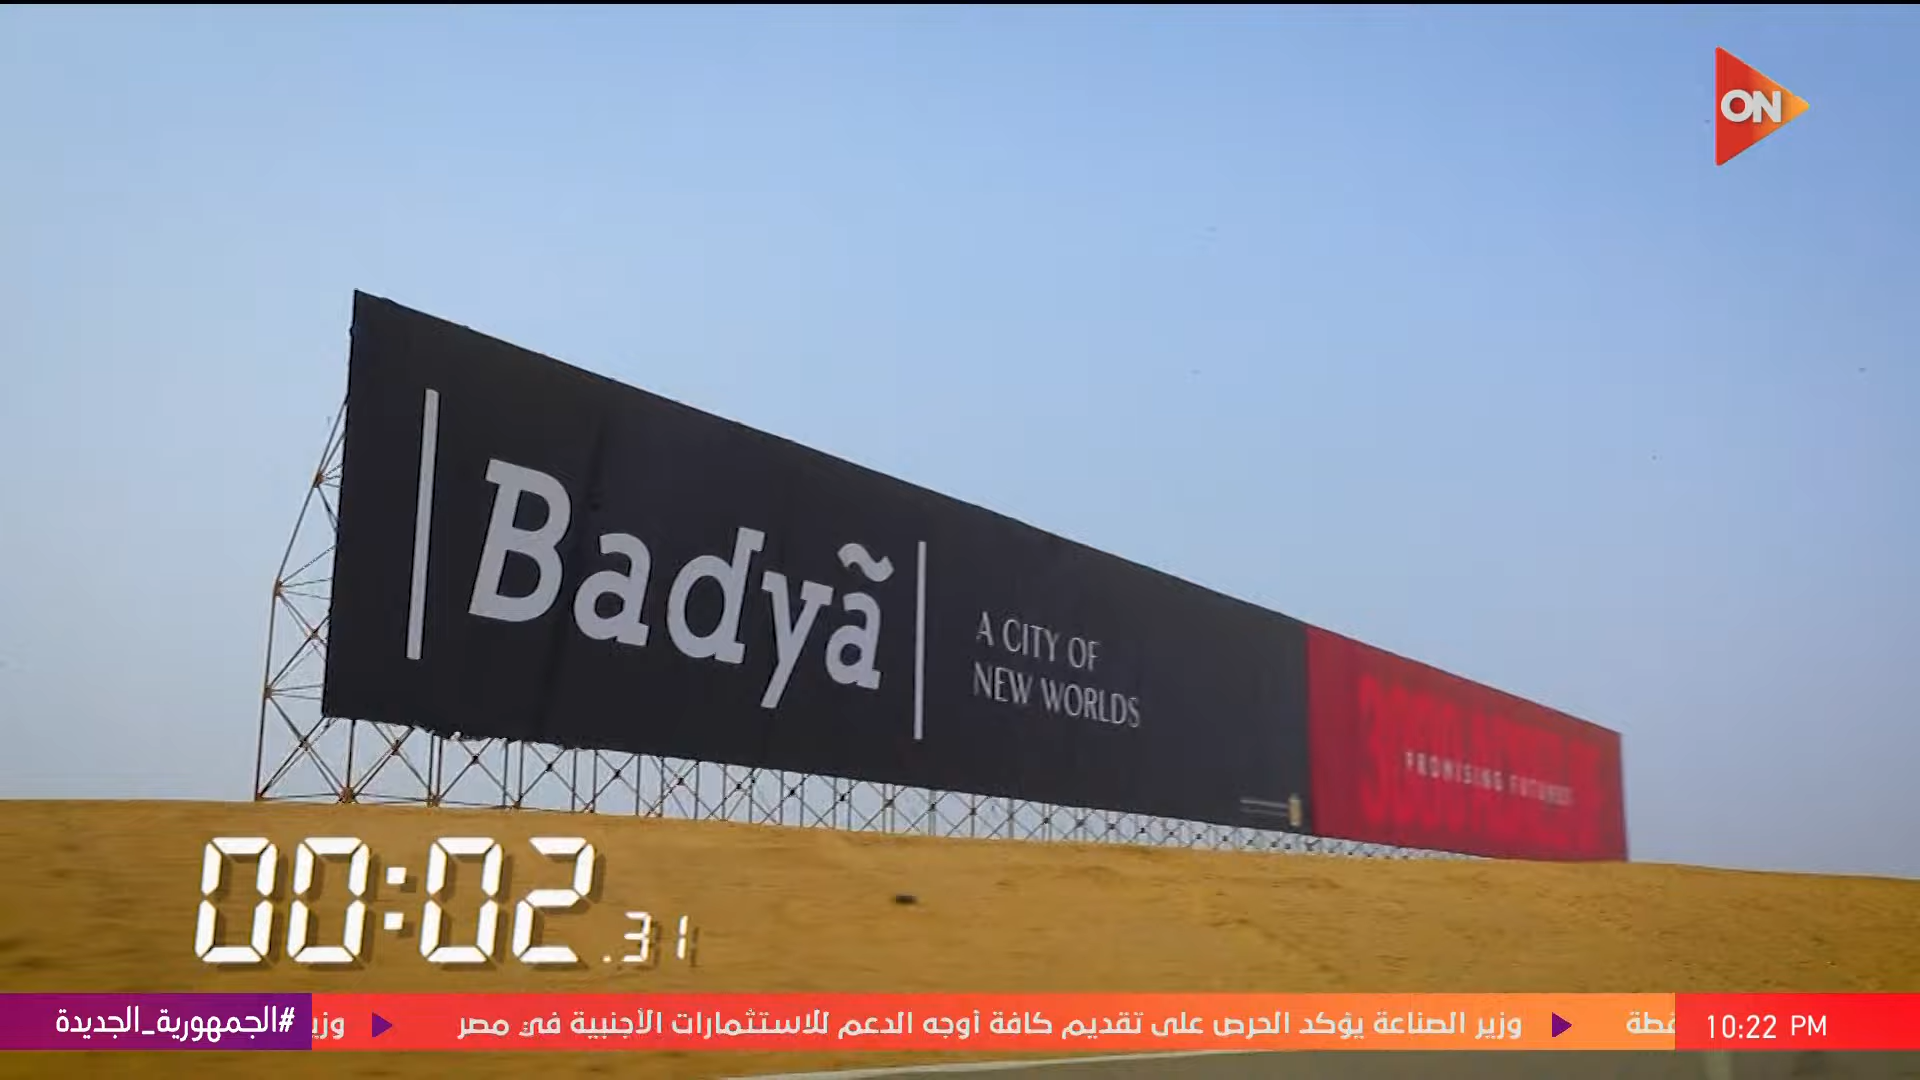 ON
Badyã
A CITY OF
NEW WORLDS
PROMISING FUTURES
00:02.31
#الجمهورية_الجديدة
وزير الصناعة يؤكد الحرص على تقديم كافة أوجه الدعم للاستثمارات الأجنبية في مصر
10:22 PM